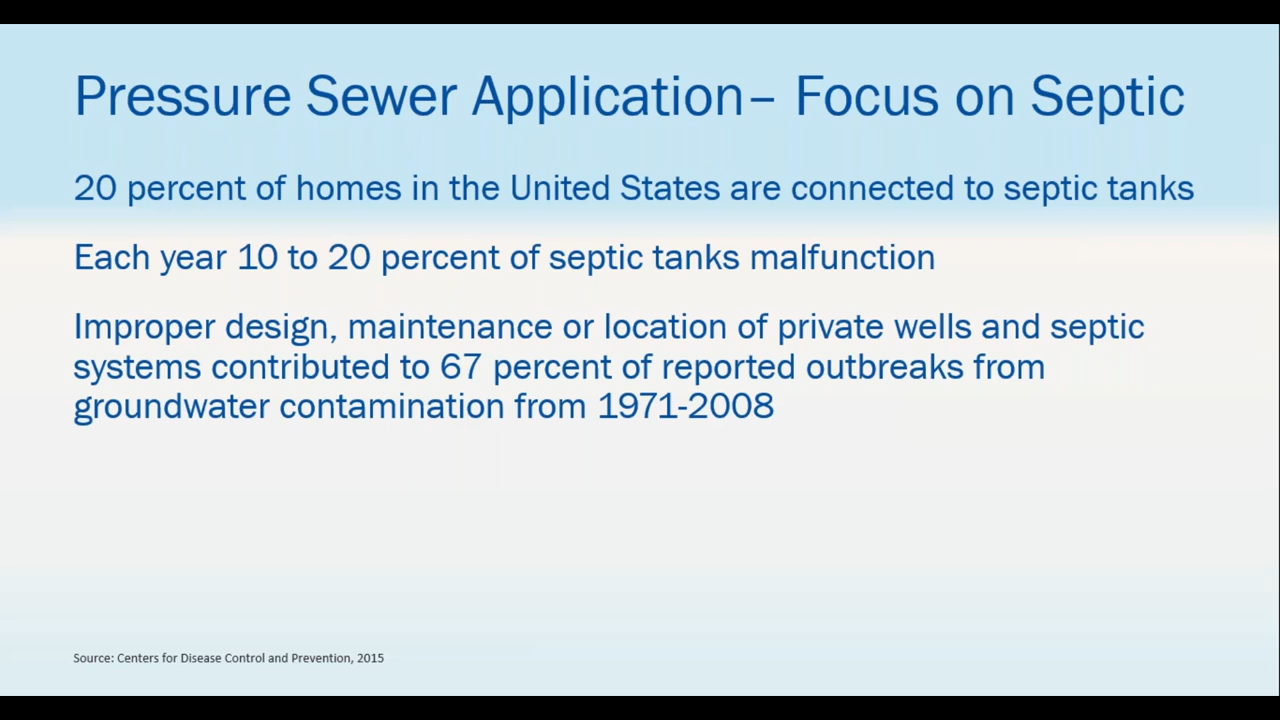 Pressure Sewer Application– Focus on Septic
20 percent of homes in the United States are connected to septic tanks
Each year 10 to 20 percent of septic tanks malfunction
Improper design, maintenance or location of private wells and septic
systems contributed to 67 percent of reported outbreaks from
groundwater contamination from 1971-2008
Source: Centers for Disease Control and Prevention, 2015